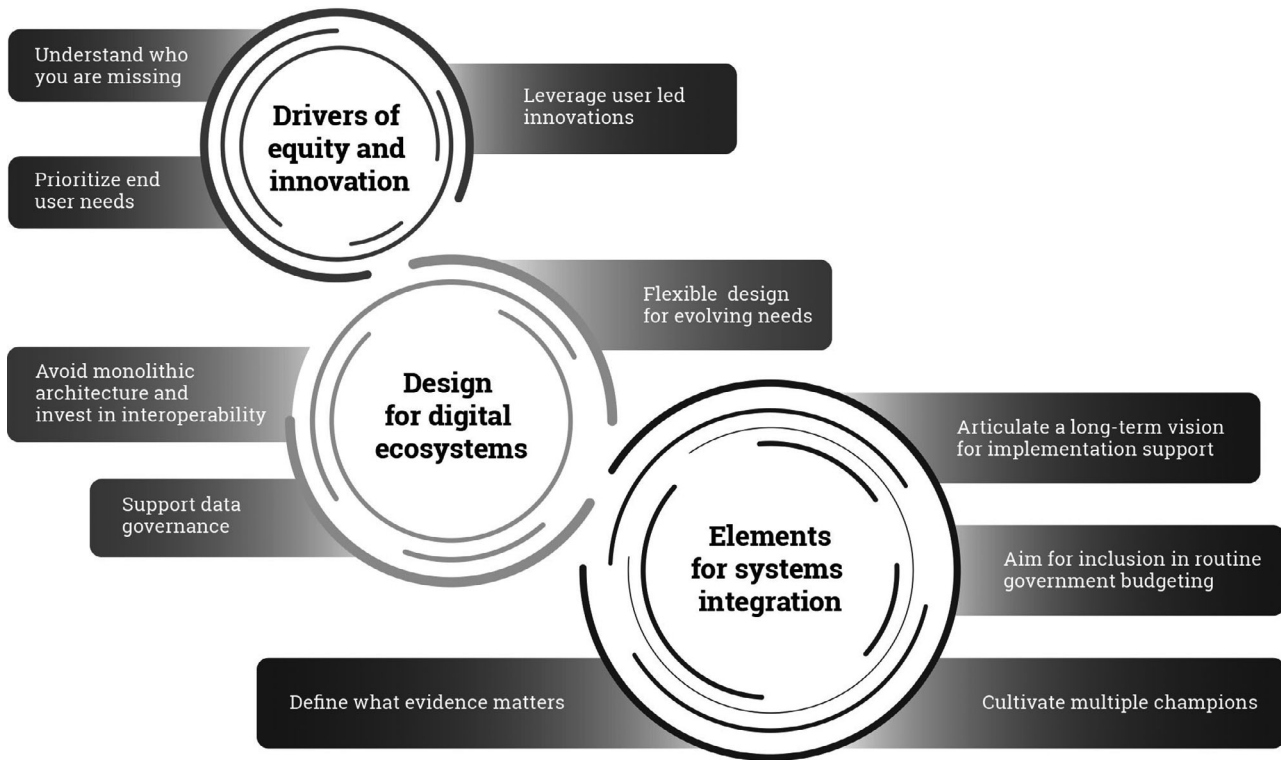 Understand who
you are missing
Prioritize end
user needs
Drivers of
equity and
innovation
Leverage user led
innovations
Flexible design
for evolving needs
Avoid monolithic
architecture and
invest in interoperability
Support data
governance
Design
for digital
ecosystems
Articulate a long-term vision
for implementation support
Aim for inclusion in routine
government budgeting
Elements
for systems
integration
Define what evidence matters
Cultivate multiple champions